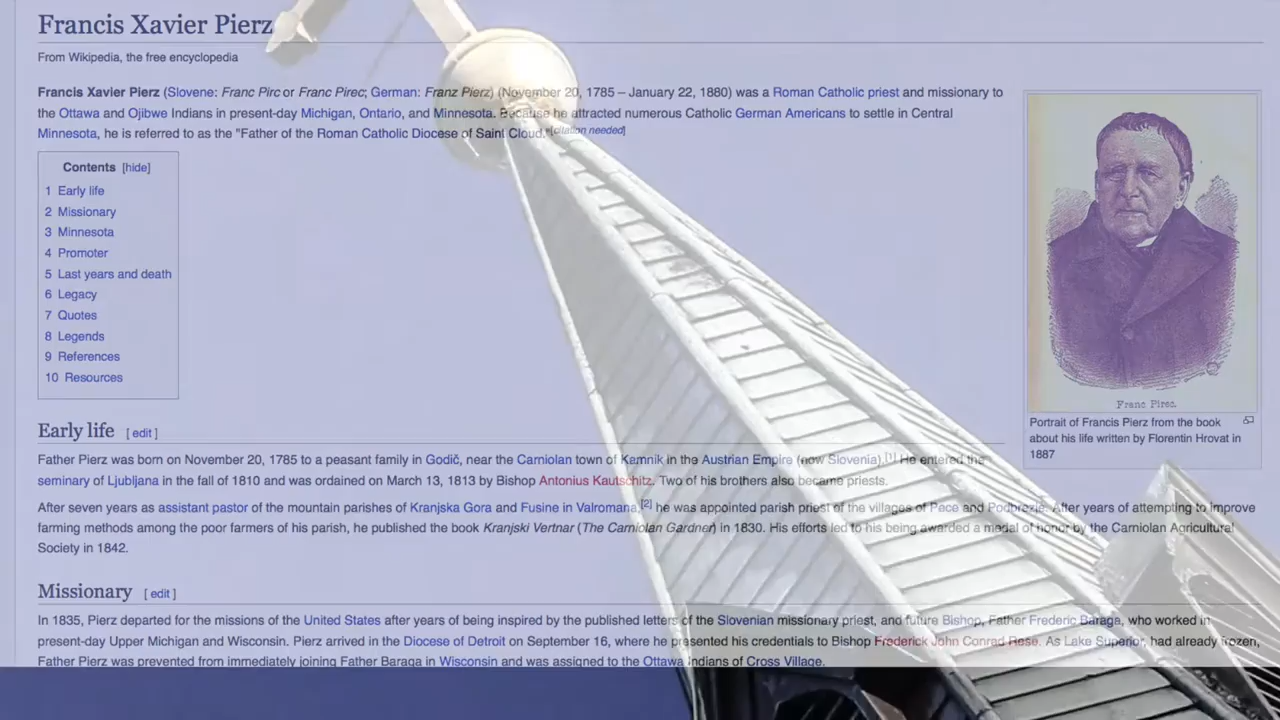 Francis Xavier Pierz
From Wikipedia, the free encyclopedia
Francis Xavier Pierz (Slovene: Franc Pirc or Franc Pirec; German: Franz Pierz) (November 20, 1785 – January 22, 1880) was a Roman Catholic priest and missionary to
the Ottawa and Ojibwe Indians in present-day Michigan, Ontario, and Minnesota. Because he attracted numerous Catholic German Americans to settle in Central
Minnesota, he is referred to as the "Father of the Roman Catholic Diocese of Saint Cloud."[citation needed]
Contents [hide]
1 Early life
2 Missionary
3 Minnesota
4 Promoter
5 Last years and death
6 Legacy
7 Quotes
8 Legends
9 References
10 Resources
Franc Pirec.
Portrait of Francis Pierz from the book
about his life written by Florentin Hrovat in
1887
Early life [ edit ]
Father Pierz was born on November 20, 1785 to a peasant family in Godič, near the Carniolan town of Kamnik in the Austrian Empire (now Slovenia).[1] He entered the
seminary of Ljubljana in the fall of 1810 and was ordained on March 13, 1813 by Bishop Antonius Kautschitz. Two of his brothers also became priests.
After seven years as assistant pastor of the mountain parishes of Kranjska Gora and Fusine in Valromana,[2] he was appointed parish priest of the villages of Peče and Podbrezje. After years of attempting to improve
farming methods among the poor farmers of his parish, he published the book Kranjski Vertnar (The Carniolan Gardner) in 1830. His efforts led to his being awarded a medal of honor by the Carniolan Agricultural
Society in 1842.
Missionary [ edit ]
In 1835, Pierz departed for the missions of the United States after years of being inspired by the published letters of the Slovenian missionary priest, and future Bishop, Father Frederic Baraga, who worked in
present-day Upper Michigan and Wisconsin. Pierz arrived in the Diocese of Detroit on September 16, where he presented his credentials to Bishop Frederick John Conrad Rese. As Lake Superior, had already frozen,
Father Pierz was prevented from immediately joining Father Baraga in Wisconsin and was assigned to the Ottawa Indians of Cross Village.